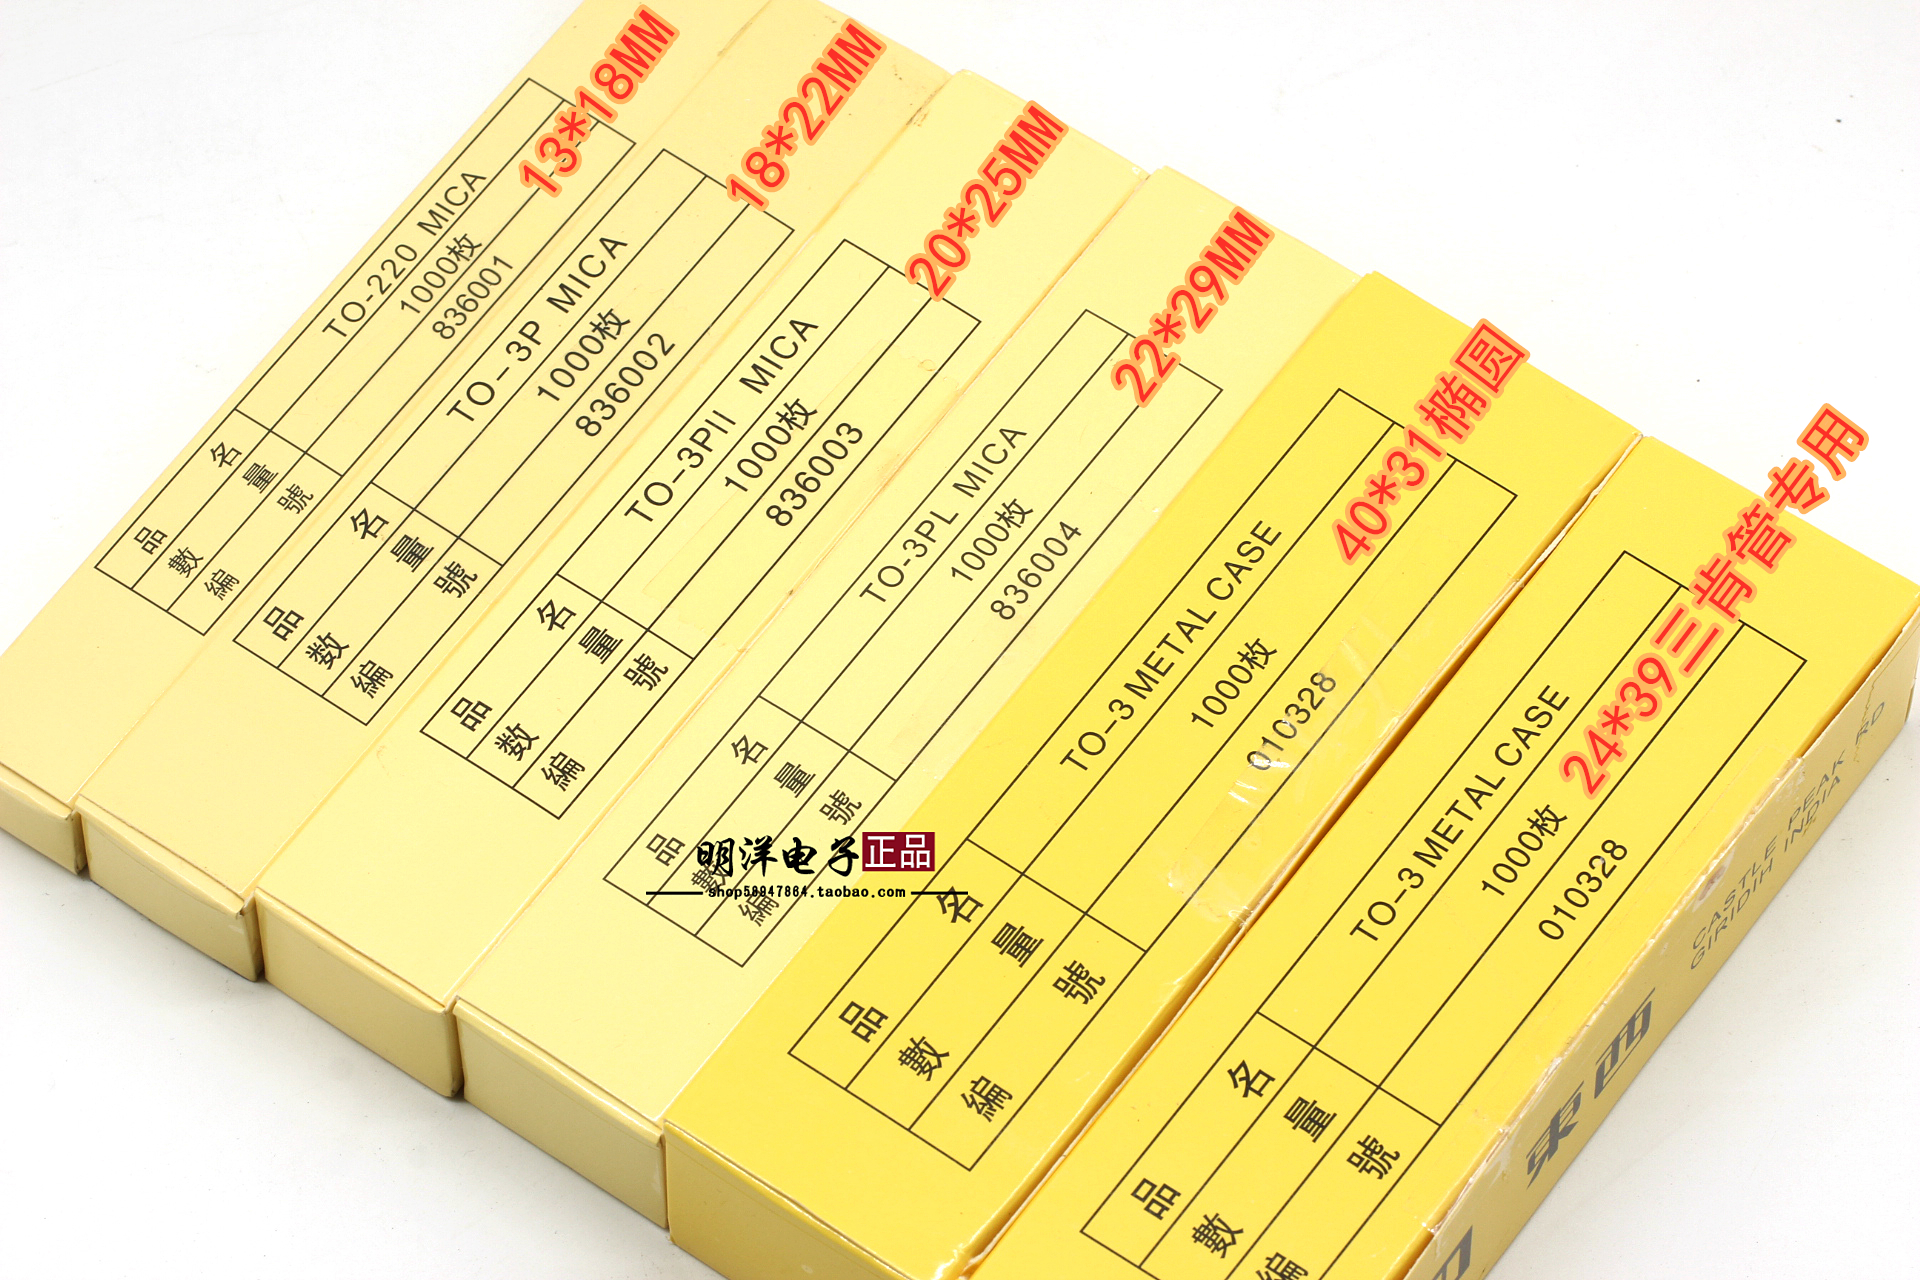 13*18MM
品 名 TO-220 MICA
數 量 1000枚
編 號 836001
18*22MM
品 名 TO-3P MICA
数 量 1000枚
編 號 836002
20*25MM
品 名 TO-3PII MICA
数 量 1000枚
編 號 836003
22*29MM
品 名 TO-3PL MICA
數 量 1000枚
編 號 836004
40*31椭圆
品 名 TO-3 METAL CASE
數 量 1000枚
編 號 010328
24*39三肯管专用
品 名 TO-3 METAL CASE
數 量 1000枚
編 號 010328
明洋电子 正品
shop58947864.taobao.com
CASTLE PEAK RD
GIRIDIH INDIA
東西